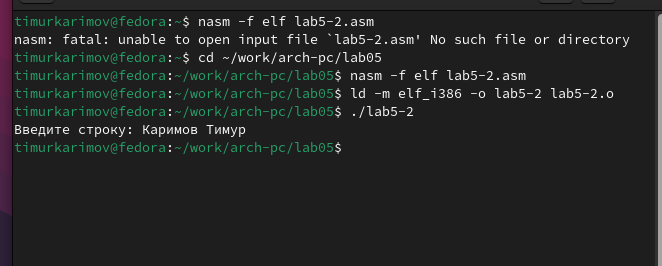 timurkarimov@fedora:~$ nasm -f elf lab5-2.asm
nasm: fatal: unable to open input file `lab5-2.asm' No such file or directory
timurkarimov@fedora:~$ cd ~/work/arch-pc/lab05
timurkarimov@fedora:~/work/arch-pc/lab05$ nasm -f elf lab5-2.asm
timurkarimov@fedora:~/work/arch-pc/lab05$ ld -m elf_i386 -o lab5-2 lab5-2.o
timurkarimov@fedora:~/work/arch-pc/lab05$ ./lab5-2
Введите строку: Каримов Тимур
timurkarimov@fedora:~/work/arch-pc/lab05$